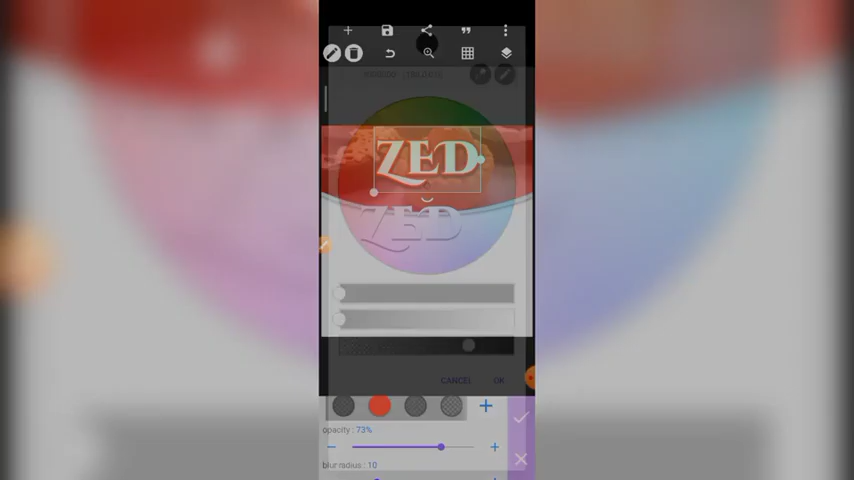 ZED
ZED
CANCEL OK
opacity : 73%
blur radius : 10